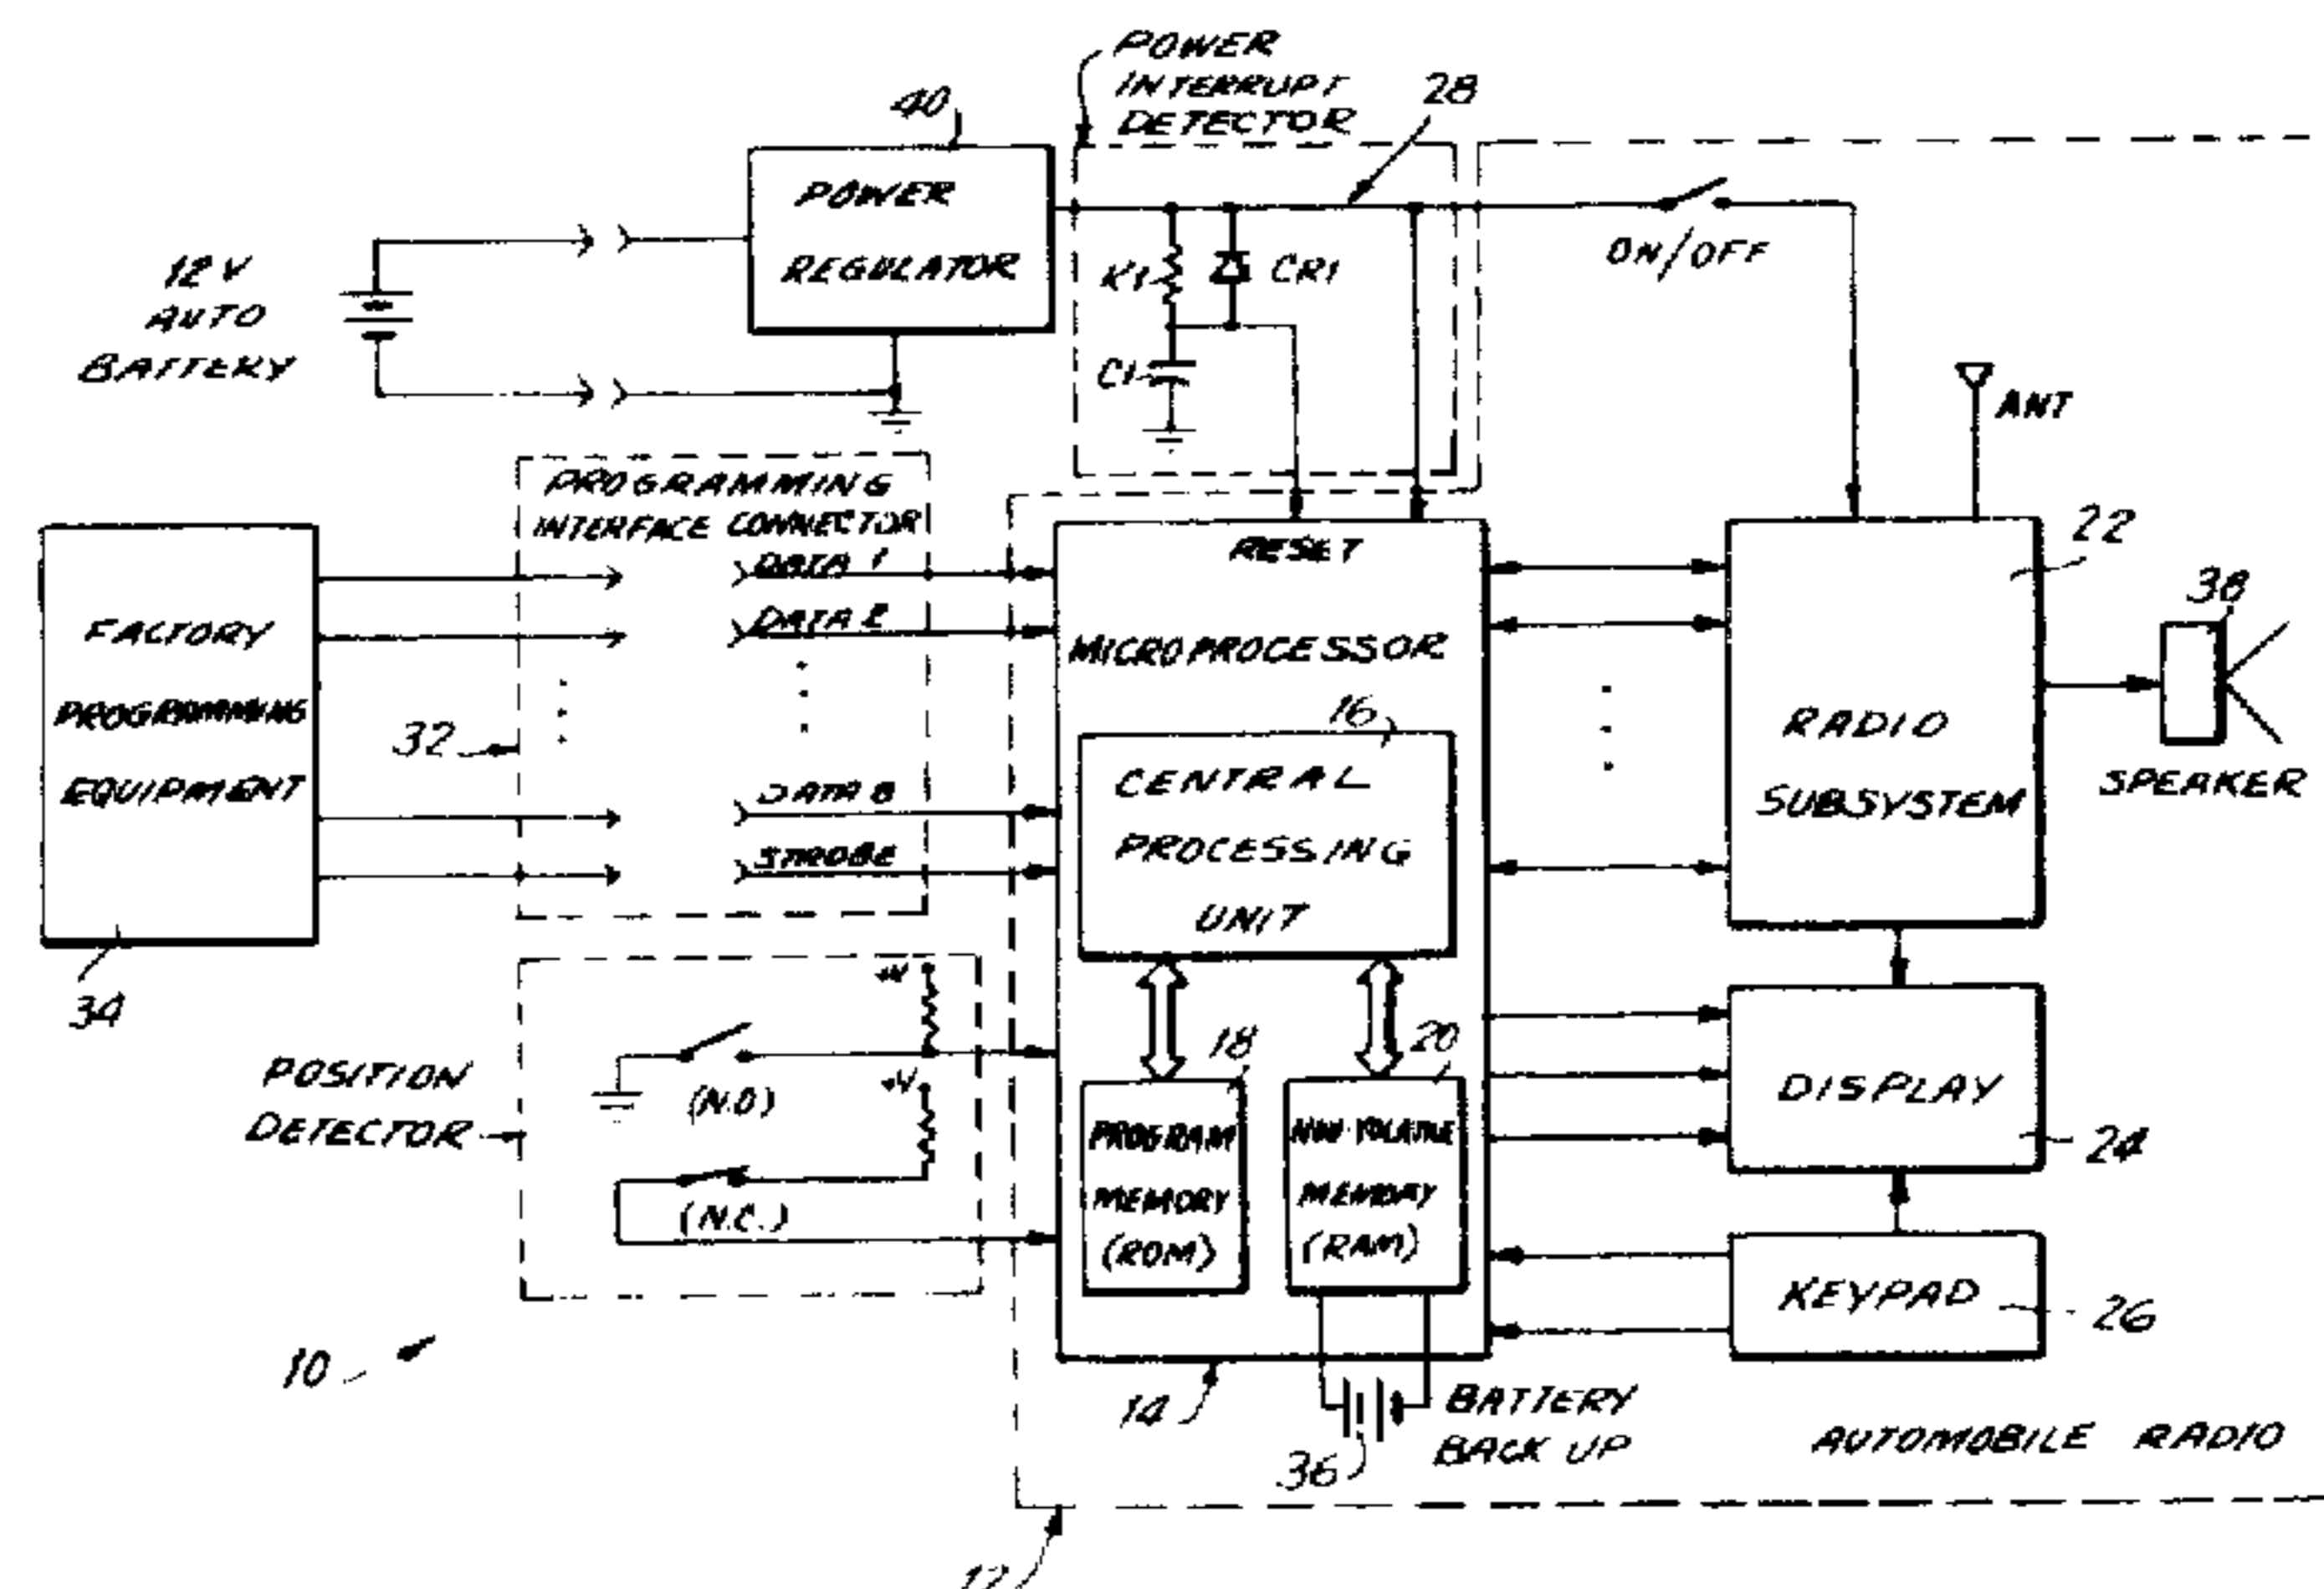 POWER
INTERRUPT
DETECTOR
28
40
POWER
REGULATOR
12V
AUTO
BATTERY
K1
CR1
C1
ON/OFF
ANT
PROGRAMMING
INTERFACE CONNECTOR
DATA 1
DATA 2
DATA 8
STROBE
32
FACTORY
PROGRAMMING
EQUIPMENT
34
RESET
MICROPROCESSOR
16
CENTRAL
PROCESSING
UNIT
18
PROGRAM
MEMORY
(ROM)
20
MEMORY
(RAM)
22
RADIO
SUBSYSTEM
38
SPEAKER
DISPLAY
24
KEYPAD
26
POSITION
DETECTOR
+V
(N.O)
+V
(N.C.)
10
14
36
BATTERY
BACK UP
AUTOMOBILE RADIO
12